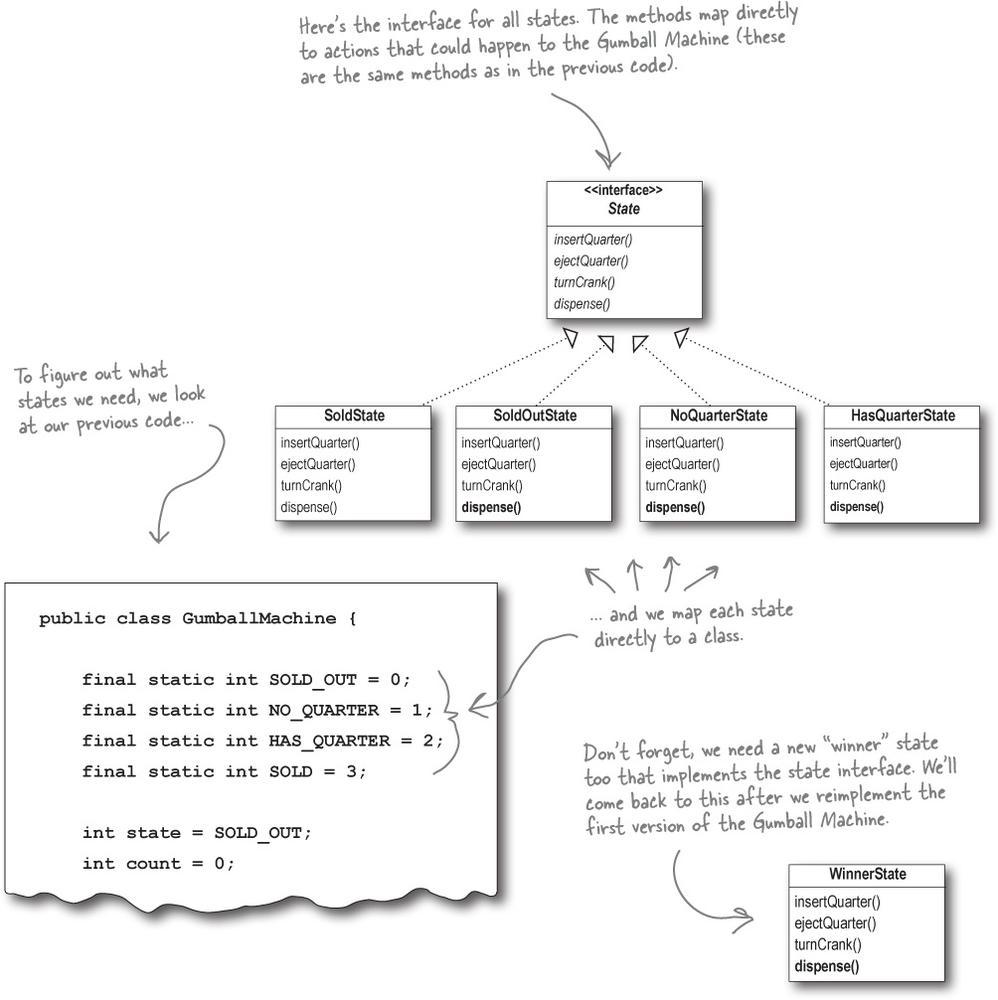 Here's the interface for all states. The methods map directly
to actions that could happen to the Gumball Machine (these
are the same methods as in the previous code).
<<interface>>
State
insertQuarter()
ejectQuarter()
turnCrank()
dispense()
To figure out what
states we need, we look
at our previous code...
SoldState
insertQuarter()
ejectQuarter()
turnCrank()
dispense()
SoldOutState
insertQuarter()
ejectQuarter()
turnCrank()
dispense()
NoQuarterState
insertQuarter()
ejectQuarter()
turnCrank()
dispense()
HasQuarterState
insertQuarter()
ejectQuarter()
turnCrank()
dispense()
public class GumballMachine {
final static int SOLD_OUT = 0;
final static int NO_QUARTER = 1;
final static int HAS_QUARTER = 2;
final static int SOLD = 3;
int state = SOLD_OUT;
int count = 0;
... and we map each state
directly to a class.
Don't forget, we need a new “winner” state
too that implements the state interface. We'll
come back to this after we reimplement the
first version of the Gumball Machine.
WinnerState
insertQuarter()
ejectQuarter()
turnCrank()
dispense()